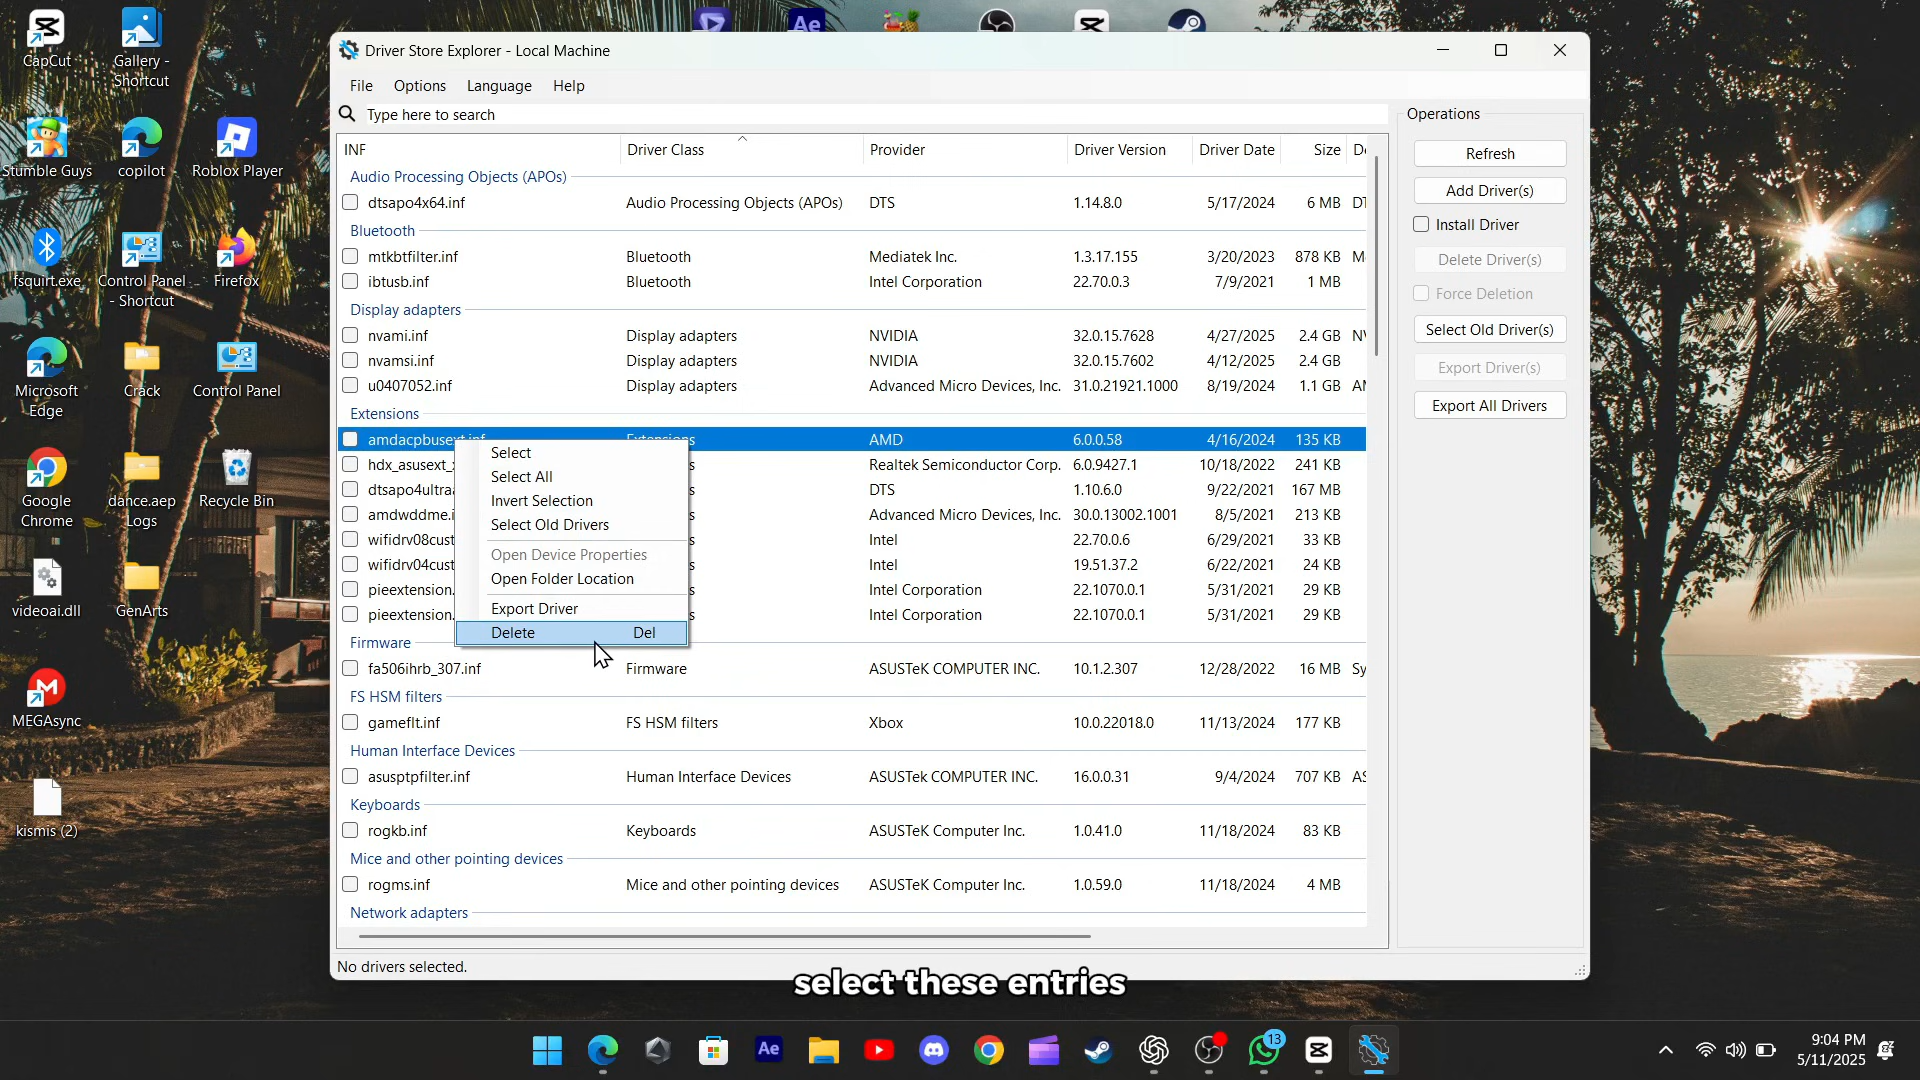 CapCut
Gallery -
Shortcut
Stumble Guys
copilot
Roblox Player
fsquirt.exe
Control Panel
- Shortcut
Firefox
Microsoft
Edge
Crack
Control Panel
Google
Chrome
dance.aep
Logs
Recycle Bin
videoai.dll
GenArts
MEGAsync
kismis (2)
Ae
Driver Store Explorer - Local Machine
File Options Language Help
Type here to search
INF Driver Class Provider Driver Version Driver Date Size
Audio Processing Objects (APOs)
dtsapo4x64.inf Audio Processing Objects (APOs) DTS 1.14.8.0 5/17/2024 6 MB
Bluetooth
mtkbtfilter.inf Bluetooth Mediatek Inc. 1.3.17.155 3/20/2023 878 KB
ibtusb.inf Bluetooth Intel Corporation 22.70.0.3 7/9/2021 1 MB
Display adapters
nvami.inf Display adapters NVIDIA 32.0.15.7628 4/27/2025 2.4 GB
nvamsi.inf Display adapters NVIDIA 32.0.15.7602 4/12/2025 2.4 GB
u0407052.inf Display adapters Advanced Micro Devices, Inc. 31.0.21921.1000 8/19/2024 1.1 GB
Extensions
amdacpbusext.inf Extensions AMD 6.0.0.58 4/16/2024 135 KB
hdx_asusext_ Realtek Semiconductor Corp. 6.0.9427.1 10/18/2022 241 KB
dtsapo4ultra DTS 1.10.6.0 9/22/2021 167 MB
amdwddme.i Advanced Micro Devices, Inc. 30.0.13002.1001 8/5/2021 213 KB
wifidrv08cust Intel 22.70.0.6 6/29/2021 33 KB
wifidrv04cust Intel 19.51.37.2 6/22/2021 24 KB
pieextension. Intel Corporation 22.1070.0.1 5/31/2021 29 KB
pieextension. Intel Corporation 22.1070.0.1 5/31/2021 29 KB
Firmware
fa506ihrb_307.inf Firmware ASUSTeK COMPUTER INC. 10.1.2.307 12/28/2022 16 MB Sy
FS HSM filters
gameflt.inf FS HSM filters Xbox 10.0.22018.0 11/13/2024 177 KB
Human Interface Devices
asusptpfilter.inf Human Interface Devices ASUSTek COMPUTER INC. 16.0.0.31 9/4/2024 707 KB
Keyboards
rogkb.inf Keyboards ASUSTeK Computer Inc. 1.0.41.0 11/18/2024 83 KB
Mice and other pointing devices
rogms.inf Mice and other pointing devices ASUSTeK Computer Inc. 1.0.59.0 11/18/2024 4 MB
Network adapters
Select
Select All
Invert Selection
Select Old Drivers
Open Device Properties
Open Folder Location
Export Driver
Delete Del
Operations
Refresh
Add Driver(s)
Install Driver
Delete Driver(s)
Force Deletion
Select Old Driver(s)
Export Driver(s)
Export All Drivers
No drivers selected.
select these entries
Ae
13
9:04 PM
5/11/2025